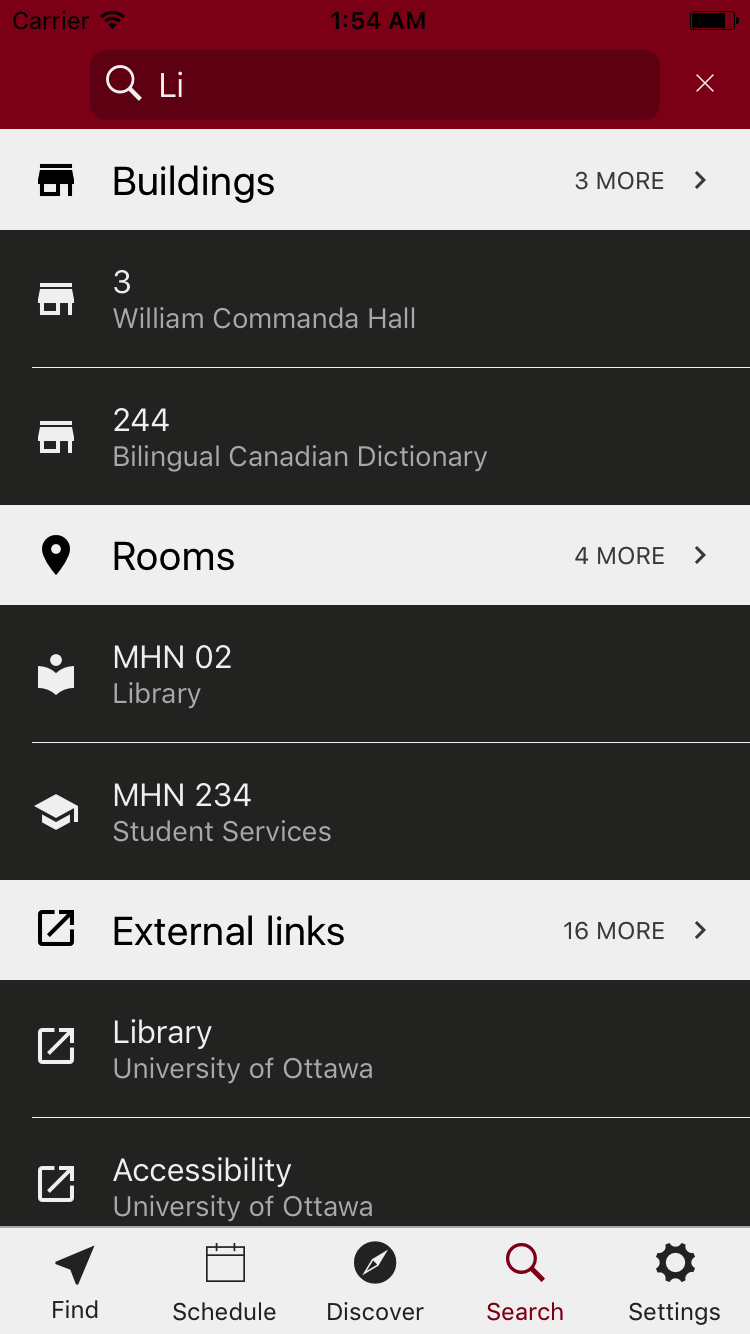 Carrier 1:54 AM
Li
Buildings 3 MORE
3
William Commanda Hall
244
Bilingual Canadian Dictionary
Rooms 4 MORE
MHN 02
Library
MHN 234
Student Services
External links 16 MORE
Library
University of Ottawa
Accessibility
University of Ottawa
Find Schedule Discover Search Settings